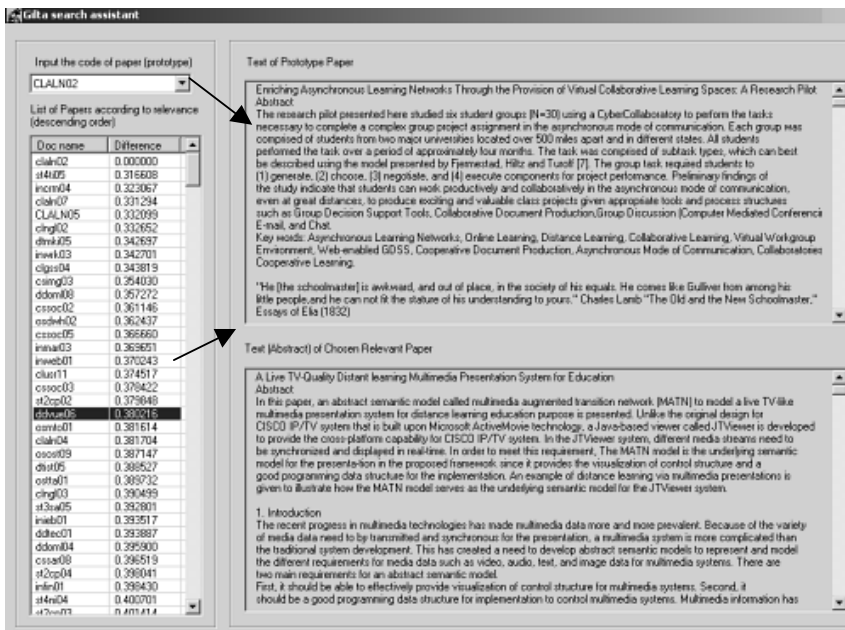 Gilta search assistant
Input the code of paper (prototype)
CLALN02
List of Papers according to relevance
(descending order)
Doc name Difference
claln02 0.000000
st4ti05 0.316608
incrm04 0.323067
claln07 0.331294
CLALN05 0.332099
clngl02 0.332652
dtmki05 0.342697
inwrk03 0.342701
clgss04 0.343819
csimg03 0.354030
ddoml08 0.357272
cssoc02 0.361146
osdwh02 0.362437
cssoc05 0.366660
inmar03 0.369651
inweb01 0.370243
clusr11 0.374517
cssoc03 0.378422
st2cp02 0.379848
ddvue06 0.380216
osmto01 0.381614
claln04 0.381704
osost09 0.387147
dtist05 0.388527
ostta01 0.389732
clngl03 0.390499
st3sa05 0.392801
inieb01 0.393517
ddtec01 0.393887
ddoml04 0.395900
cssar08 0.396519
st2cp04 0.398041
infin01 0.398430
st4ni04 0.400701
st2cp03 0.401414
Text of Prototype Paper
Enriching Asynchronous Learning Networks Through the Provision of Virtual Collaborative Learning Spaces: A Research Pilot
Abstract
The research pilot presented here studied six student groups (N=30) using a CyberCollaboratory to perform the tasks
necessary to complete a complex group project assignment in the asynchronous mode of communication. Each group was
comprised of students from two major universities located over 500 miles apart and in different states. All students
performed the task over a period of approximately four months. The task was comprised of subtask types, which can best
be described using the model presented by Fjermestad, Hiltz and Turoff [7]. The group task required students to
(1) generate, (2) choose, (3) negotiate, and (4) execute components for project performance. Preliminary findings of
the study indicate that students can work productively and collaboratively in the asynchronous mode of communication,
even at great distances, to produce exciting and valuable class projects given appropriate tools and process structures
such as Group Decision Support Tools, Collaborative Document Production,Group Discussion (Computer Mediated Conferenci
E-mail, and Chat.
Key words: Asynchronous Learning Networks, Online Learning, Distance Learning, Collaborative Learning, Virtual Workgroup
Environment, Web-enabled GDSS, Cooperative Document Production, Asynchronous Mode of Communication, Collaboratories
Cooperative Learning.
"He [the schoolmaster] is awkward, and out of place, in the society of his equals. He comes like Gulliver from among his
little people,and he can not fit the stature of his understanding to yours." Charles Lamb "The Old and the New Schoolmaster,"
Essays of Elia (1832)
Text (Abstract) of Chosen Relevant Paper
A Live TV-Quality Distant learning Multimedia Presentation System for Education
Abstract
In this paper, an abstract semantic model called multimedia augmented transition network (MATN) to model a live TV-like
multimedia presentation system for distance learning education purpose is presented. Unlike the original design for
CISCO IP/TV system that is built upon Microsoft ActiveMovie technology, a Java-based viewer called JTViewer is developed
to provide the cross-platform capability for CISCO IP/TV system. In the JTViewer system, different media streams need to
be synchronized and displayed in real-time. In order to meet this requirement, The MATN model is the underlying semantic
model for the presenta-tion in the proposed framework since it provides the visualization of control structure and a
good programming data structure for the implementation. An example of distance learning via multimedia presentations is
given to illustrate how the MATN model serves as the underlying semantic model for the JTViewer system.
1. Introduction
The recent progress in multimedia technologies has made multimedia data more and more prevalent. Because of the variety
of media data need to by transmitted and synchronous for the presentation, a multimedia system is more complicated than
the traditional system development. This has created a need to develop abstract semantic models to represent and model
the different requirements for media data such as video, audio, text, and image data for multimedia systems. There are
two main requirements for an abstract semantic model.
First, it should be able to effectively provide visualization of control structure for multimedia systems. Second, it
should be a good programming data structure for implementation to control multimedia systems. Multimedia information has